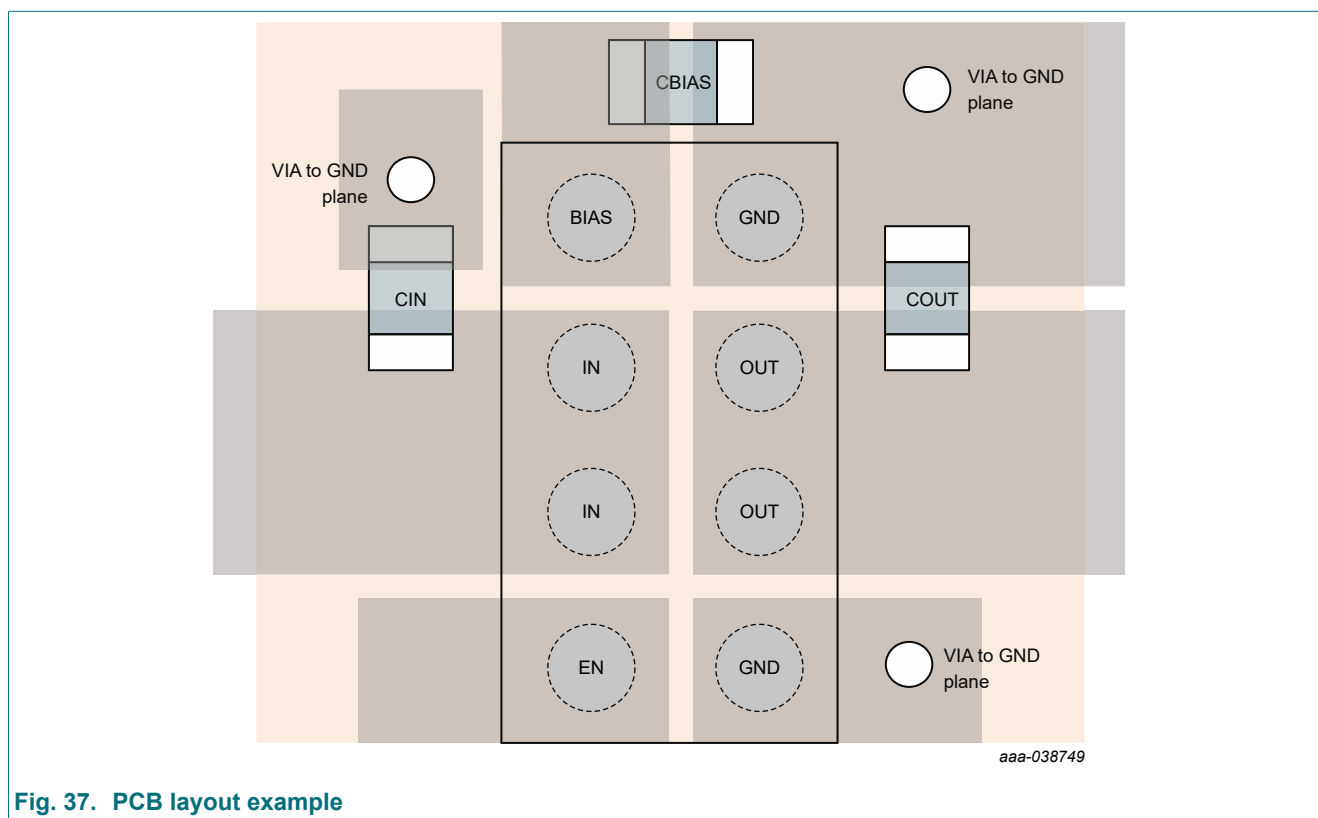 CBIAS
VIA to GND
plane
VIA to GND
plane
BIAS
GND
CIN
COUT
IN
OUT
IN
OUT
EN
GND
VIA to GND
plane
aaa-038749
Fig. 37. PCB layout example